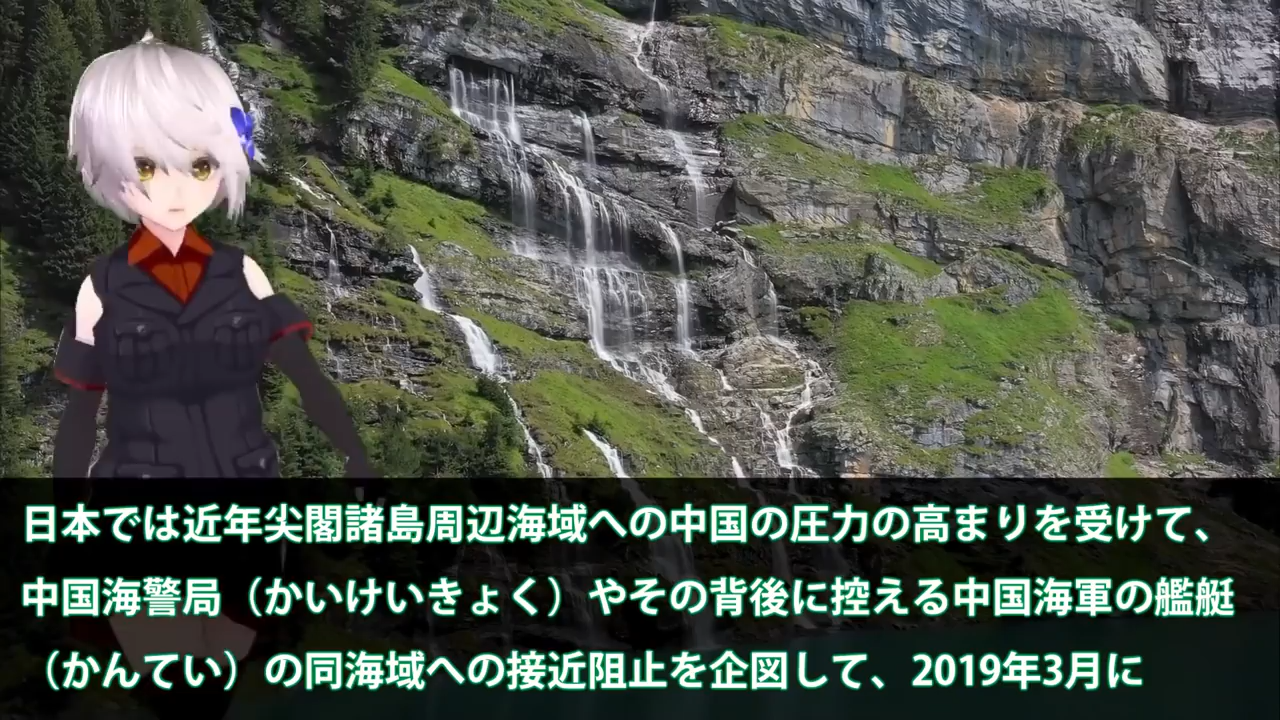 日本では近年尖閣諸島周辺海域への中国の圧力の高まりを受けて、
中国海警局（かいけいきょく）やその背後に控える中国海軍の艦艇
（かんてい）の同海域への接近阻止を企図して、2019年3月に